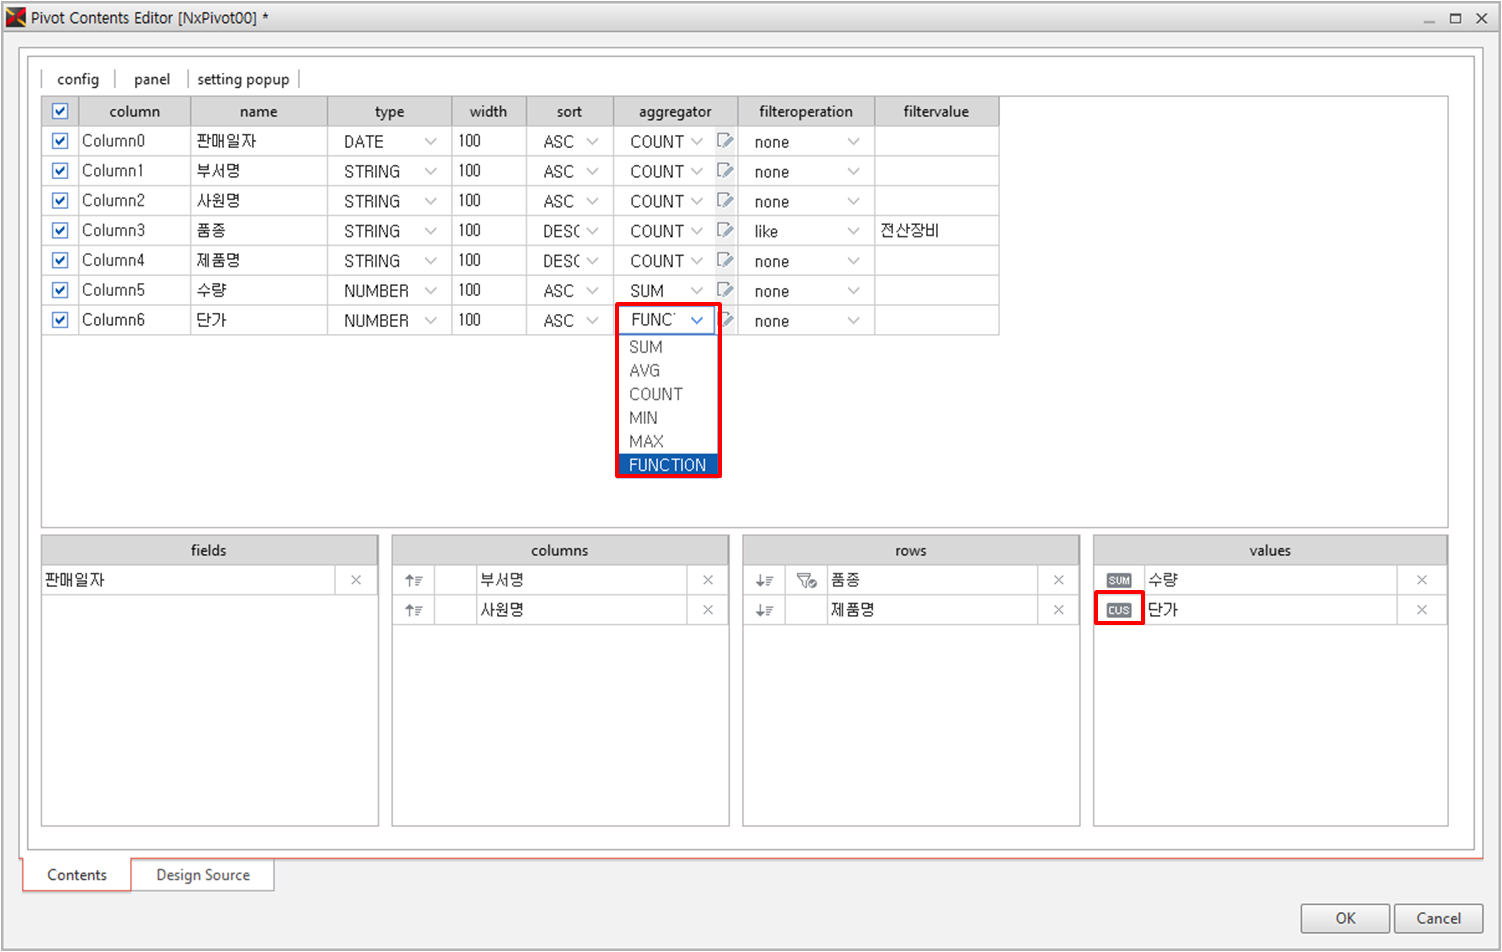 Pivot Contents Editor [NxPivot00] *
config panel setting popup
column name type width sort aggregator filteroperation filtervalue
Column0 판매일자 DATE 100 ASC COUNT none
Column1 부서명 STRING 100 ASC COUNT none
Column2 사원명 STRING 100 ASC COUNT none
Column3 품종 STRING 100 DESC COUNT like 전산장비
Column4 제품명 STRING 100 DESC COUNT none
Column5 수량 NUMBER 100 ASC SUM none
Column6 단가 NUMBER 100 ASC FUNC none
SUM
AVG
COUNT
MIN
MAX
FUNCTION
fields columns rows values
판매일자 부서명 품종 SUM 수량
사원명 제품명 CUS 단가
Contents Design Source
OK Cancel